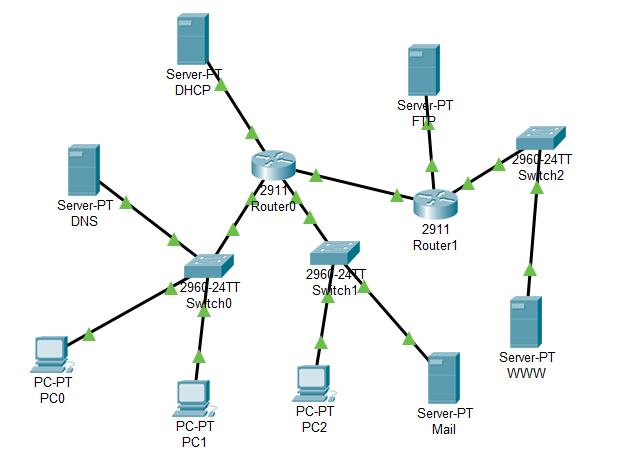 Server-PT
DHCP
Server-PT
FTP
2960-24TT
Switch2
Server-PT
DNS
2911
Router0
2911
Router1
2960-24TT
Switch0
2960-24TT
Switch1
PC-PT
PC0
PC-PT
PC1
PC-PT
PC2
Server-PT
Mail
Server-PT
WWW